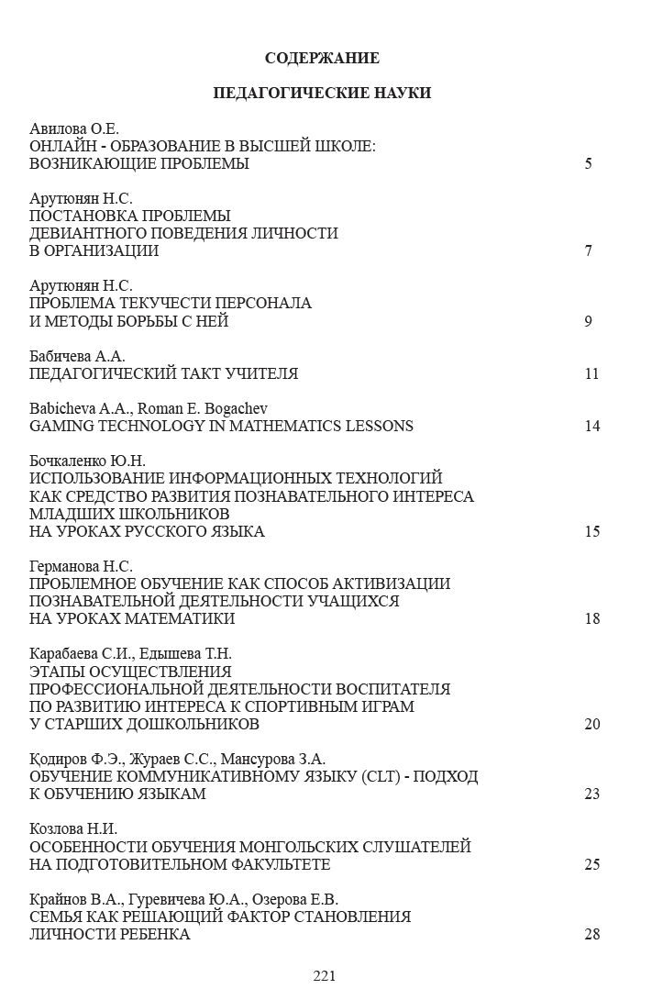 СОДЕРЖАНИЕ
ПЕДАГОГИЧЕСКИЕ НАУКИ
Авилова О.Е.
ОНЛАЙН - ОБРАЗОВАНИЕ В ВЫСШЕЙ ШКОЛЕ:
ВОЗНИКАЮЩИЕ ПРОБЛЕМЫ 5
Арутюнян Н.С.
ПОСТАНОВКА ПРОБЛЕМЫ
ДЕВИАНТНОГО ПОВЕДЕНИЯ ЛИЧНОСТИ
В ОРГАНИЗАЦИИ 7
Арутюнян Н.С.
ПРОБЛЕМА ТЕКУЧЕСТИ ПЕРСОНАЛА
И МЕТОДЫ БОРЬБЫ С НЕЙ 9
Бабичева А.А.
ПЕДАГОГИЧЕСКИЙ ТАКТ УЧИТЕЛЯ 11
Babicheva A.A., Roman E. Bogachev
GAMING TECHNOLOGY IN MATHEMATICS LESSONS 14
Бочкаленко Ю.Н.
ИСПОЛЬЗОВАНИЕ ИНФОРМАЦИОННЫХ ТЕХНОЛОГИЙ
КАК СРЕДСТВО РАЗВИТИЯ ПОЗНАВАТЕЛЬНОГО ИНТЕРЕСА
МЛАДШИХ ШКОЛЬНИКОВ
НА УРОКАХ РУССКОГО ЯЗЫКА 15
Германова Н.С.
ПРОБЛЕМНОЕ ОБУЧЕНИЕ КАК СПОСОБ АКТИВИЗАЦИИ
ПОЗНАВАТЕЛЬНОЙ ДЕЯТЕЛЬНОСТИ УЧАЩИХСЯ
НА УРОКАХ МАТЕМАТИКИ 18
Карабаева С.И., Едышева Т.Н.
ЭТАПЫ ОСУЩЕСТВЛЕНИЯ
ПРОФЕССИОНАЛЬНОЙ ДЕЯТЕЛЬНОСТИ ВОСПИТАТЕЛЯ
ПО РАЗВИТИЮ ИНТЕРЕСА К СПОРТИВНЫМ ИГРАМ
У СТАРШИХ ДОШКОЛЬНИКОВ 20
Қодиров Ф.Э., Жураев С.С., Мансурова З.А.
ОБУЧЕНИЕ КОММУНИКАТИВНОМУ ЯЗЫКУ (CLT) - ПОДХОД
К ОБУЧЕНИЮ ЯЗЫКАМ 23
Козлова Н.И.
ОСОБЕННОСТИ ОБУЧЕНИЯ МОНГОЛЬСКИХ СЛУШАТЕЛЕЙ
НА ПОДГОТОВИТЕЛЬНОМ ФАКУЛЬТЕТЕ 25
Крайнов В.А., Гуревичева Ю.А., Озерова Е.В.
СЕМЬЯ КАК РЕШАЮЩИЙ ФАКТОР СТАНОВЛЕНИЯ
ЛИЧНОСТИ РЕБЕНКА 28
221